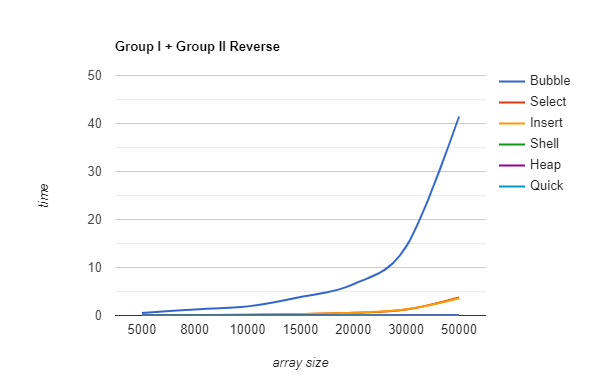 Group I + Group II Reverse
50
40
30
20
10
0
time
5000 8000 10000 15000 20000 30000 50000
array size
Bubble
Select
Insert
Shell
Heap
Quick